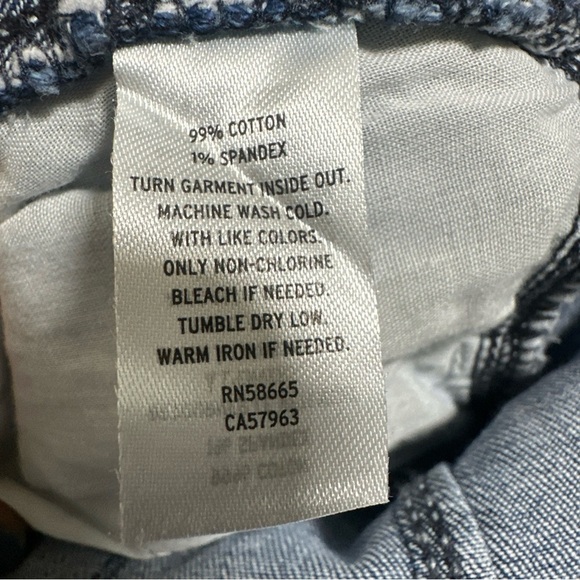 99% COTTON
1% SPANDEX
TURN GARMENT INSIDE OUT.
MACHINE WASH COLD.
WITH LIKE COLORS.
ONLY NON-CHLORINE
BLEACH IF NEEDED.
TUMBLE DRY LOW.
WARM IRON IF NEEDED.
RN58665
CA57963